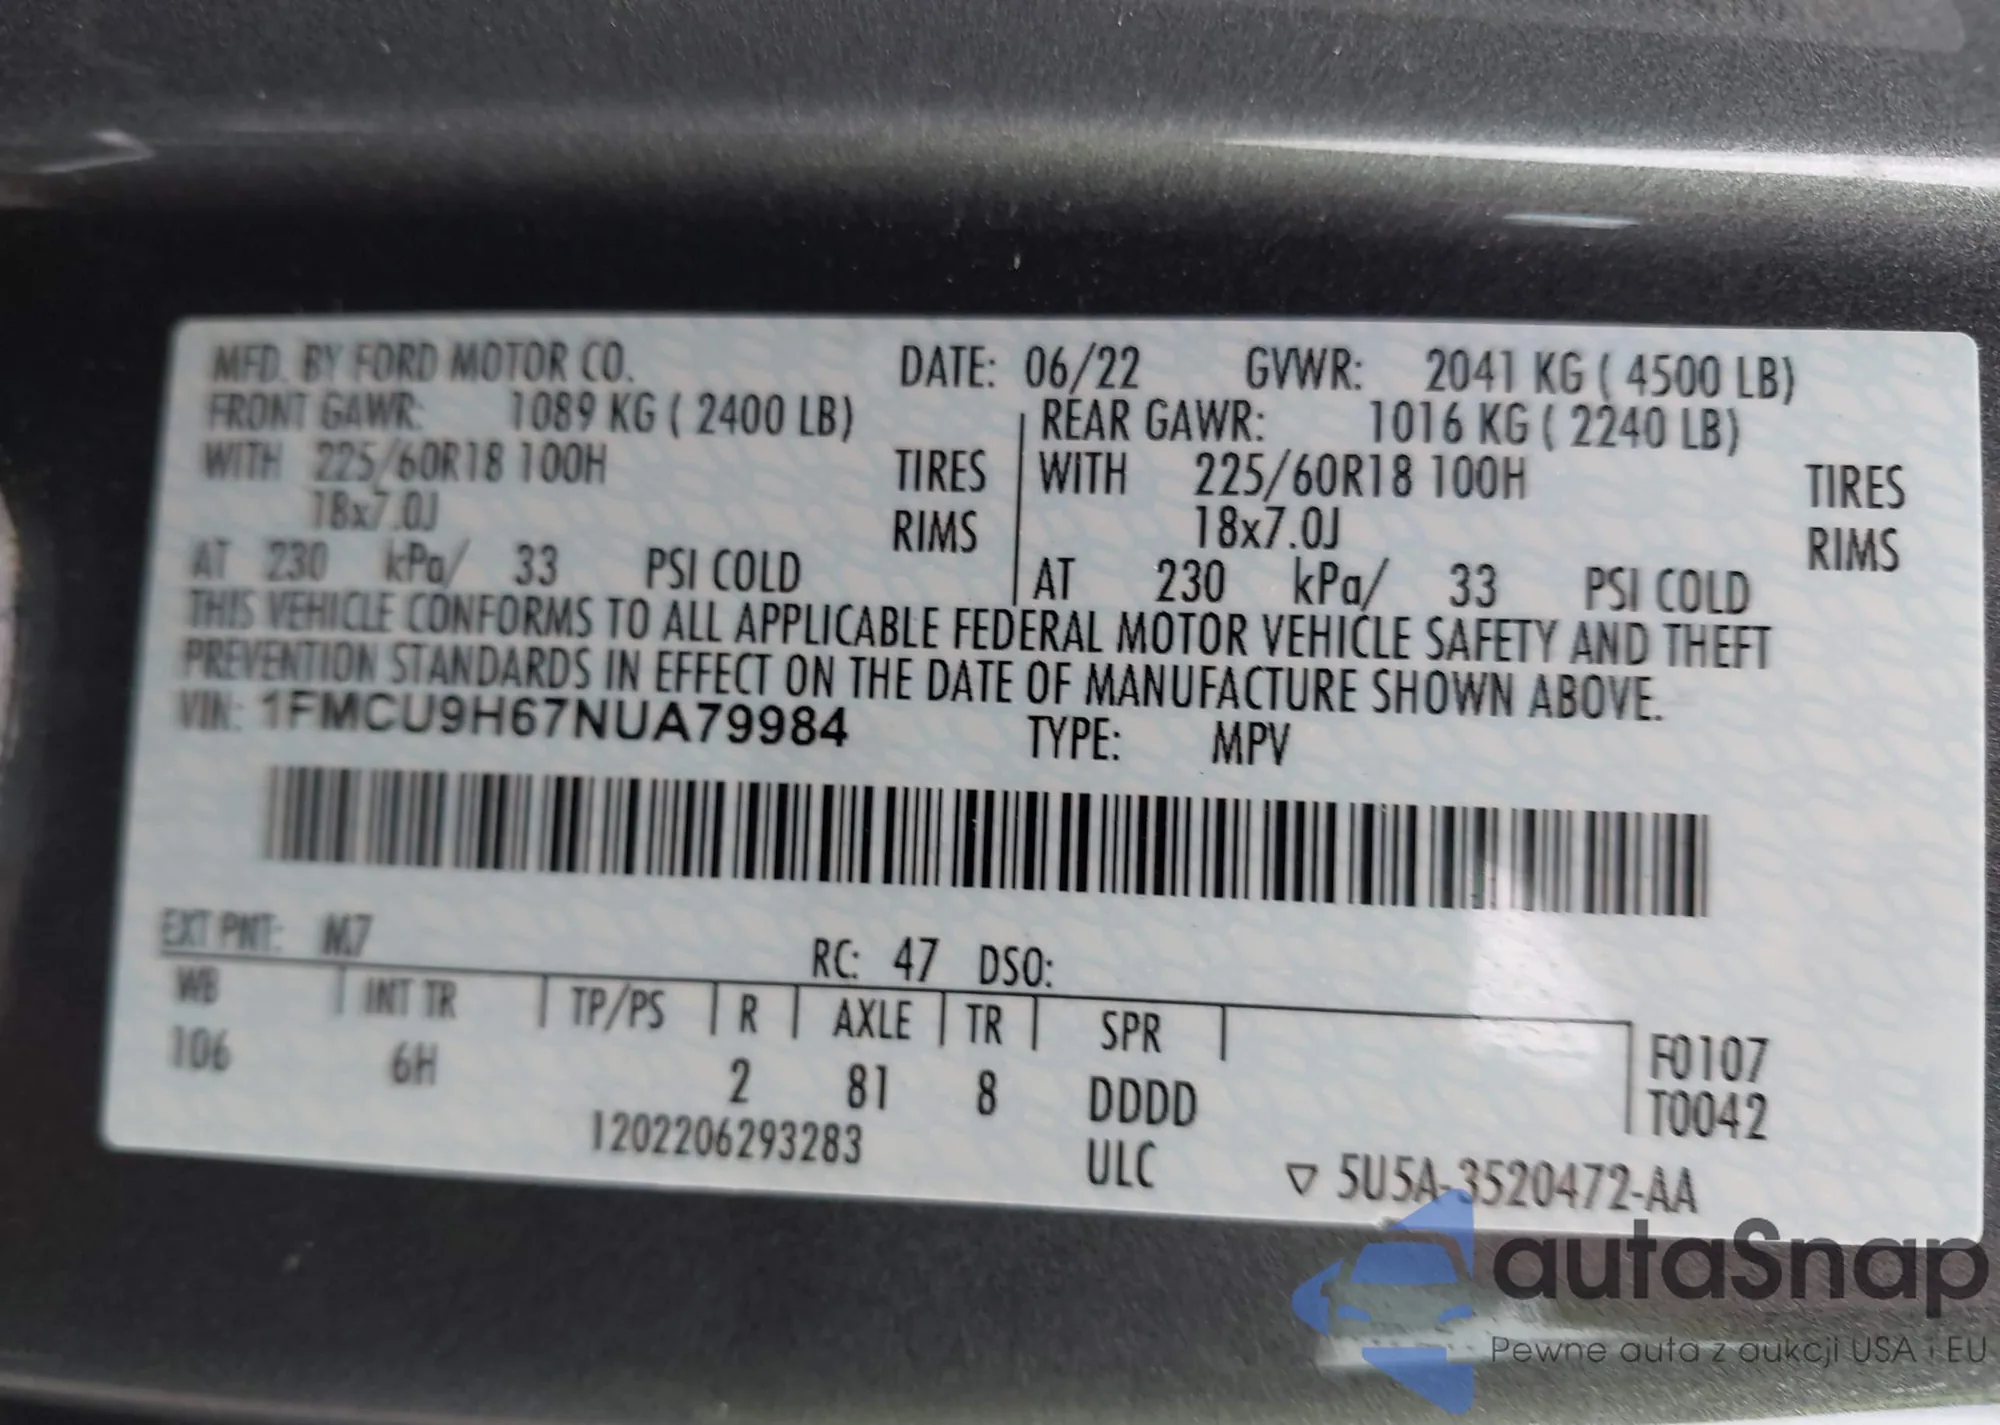 MFD. BY FORD MOTOR CO. DATE: 06/22 GVWR: 2041 KG ( 4500 LB)
FRONT GAWR: 1089 KG ( 2400 LB) REAR GAWR: 1016 KG ( 2240 LB)
WITH 225/60R18 100H TIRES WITH 225/60R18 100H TIRES
18x7.0J RIMS 18x7.0J RIMS
AT 230 kPa/ 33 PSI COLD AT 230 kPa/ 33 PSI COLD
THIS VEHICLE CONFORMS TO ALL APPLICABLE FEDERAL MOTOR VEHICLE SAFETY AND THEFT
PREVENTION STANDARDS IN EFFECT ON THE DATE OF MANUFACTURE SHOWN ABOVE.
VIN: 1FMCU9H67NUA79984 TYPE: MPV
EXT PNT: M7 RC: 47 DSO:
WB INT TR TP/PS R AXLE TR SPR F0107
106 6H 2 81 8 DDDD T0042
1202206293283 ULC ▽ 5U5A-3520472-AA
autaSnap
Pewne auta z aukcji USA i EU